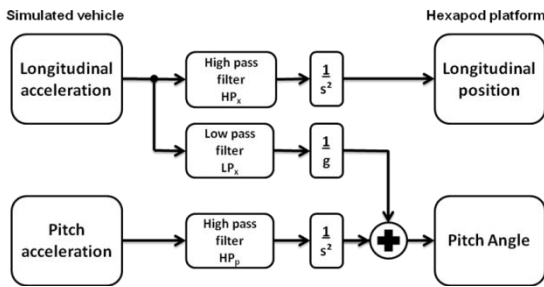 Simulated vehicle
Hexapod platform
Longitudinal
acceleration
High pass
filter
HPx
1
s²
Longitudinal
position
Low pass
filter
LPx
1
g
Pitch
acceleration
High pass
filter
HPp
1
s²
Pitch Angle